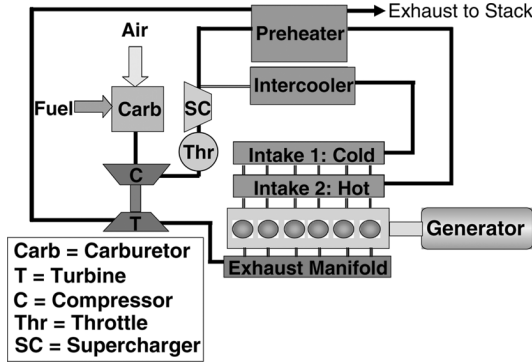 Exhaust to Stack
Preheater
Air
Intercooler
Fuel
Carb
SC
Thr
Intake 1: Cold
C
Intake 2: Hot
T
Generator
Exhaust Manifold
Carb = Carburetor
T = Turbine
C = Compressor
Thr = Throttle
SC = Supercharger